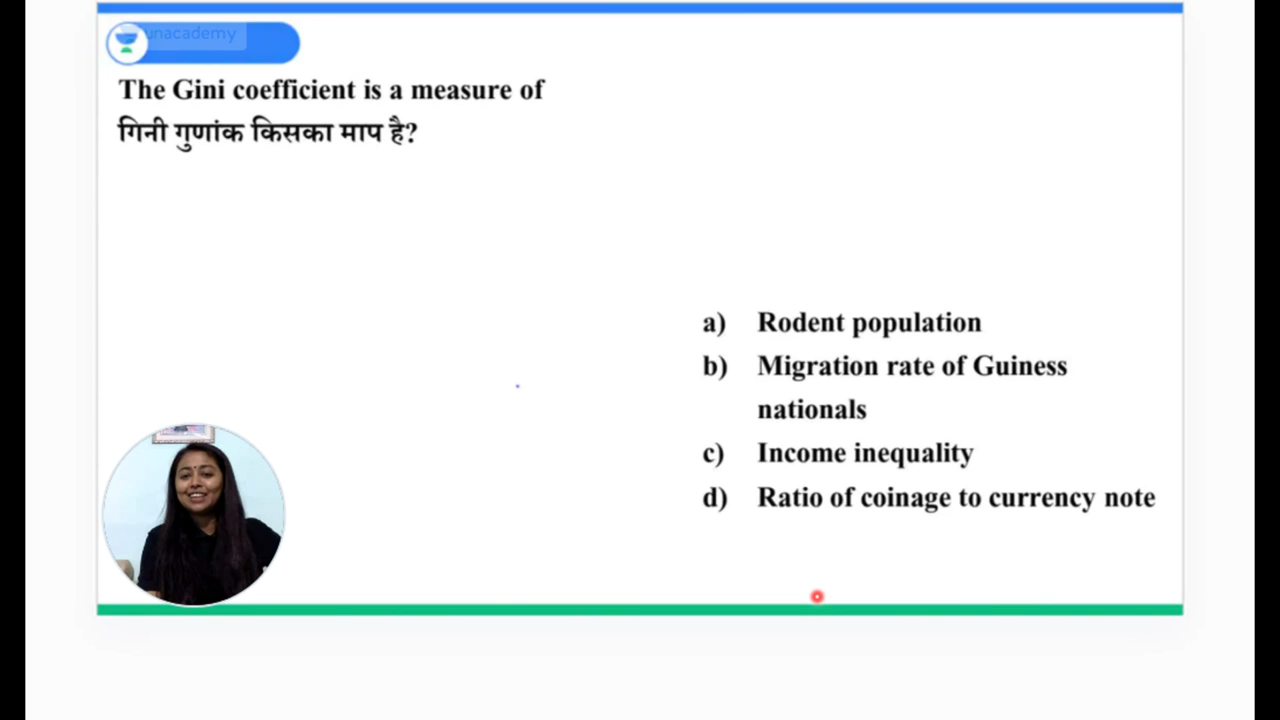 unacademy
The Gini coefficient is a measure of
गिनी गुणांक किसका माप है?
a) Rodent population
b) Migration rate of Guiness
nationals
c) Income inequality
d) Ratio of coinage to currency note